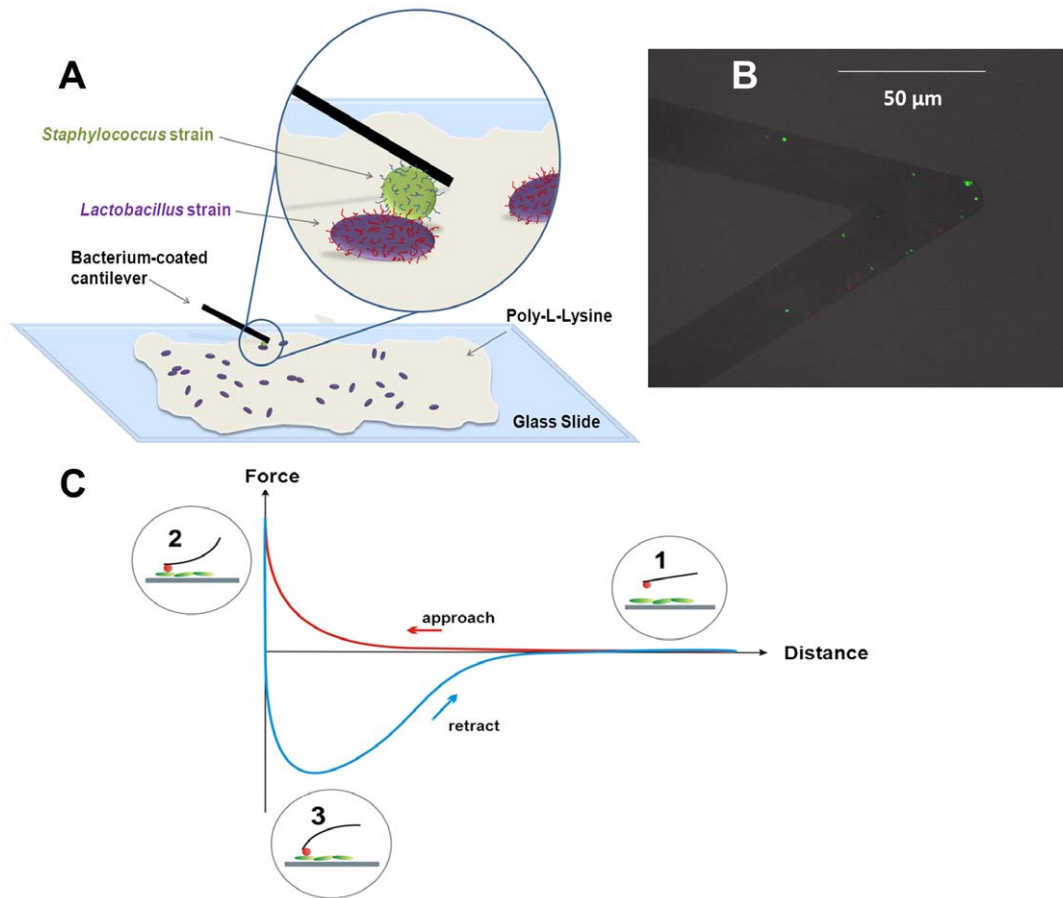 A
Staphylococcus strain
Lactobacillus strain
Bacterium-coated
cantilever
Poly-L-Lysine
Glass Slide
B
50 µm
C
Force
2
1
approach
Distance
retract
3